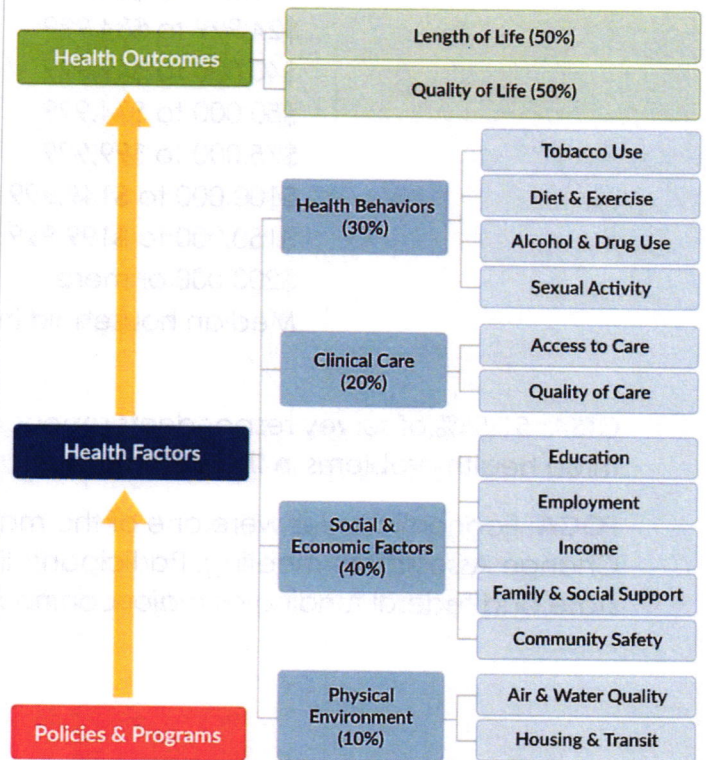 Health Outcomes
Length of Life (50%)
Quality of Life (50%)
Health Behaviors
(30%)
Tobacco Use
Diet & Exercise
Alcohol & Drug Use
Sexual Activity
Clinical Care
(20%)
Access to Care
Quality of Care
Health Factors
Social &
Economic Factors
(40%)
Education
Employment
Income
Family & Social Support
Community Safety
Physical
Environment
(10%)
Air & Water Quality
Housing & Transit
Policies & Programs